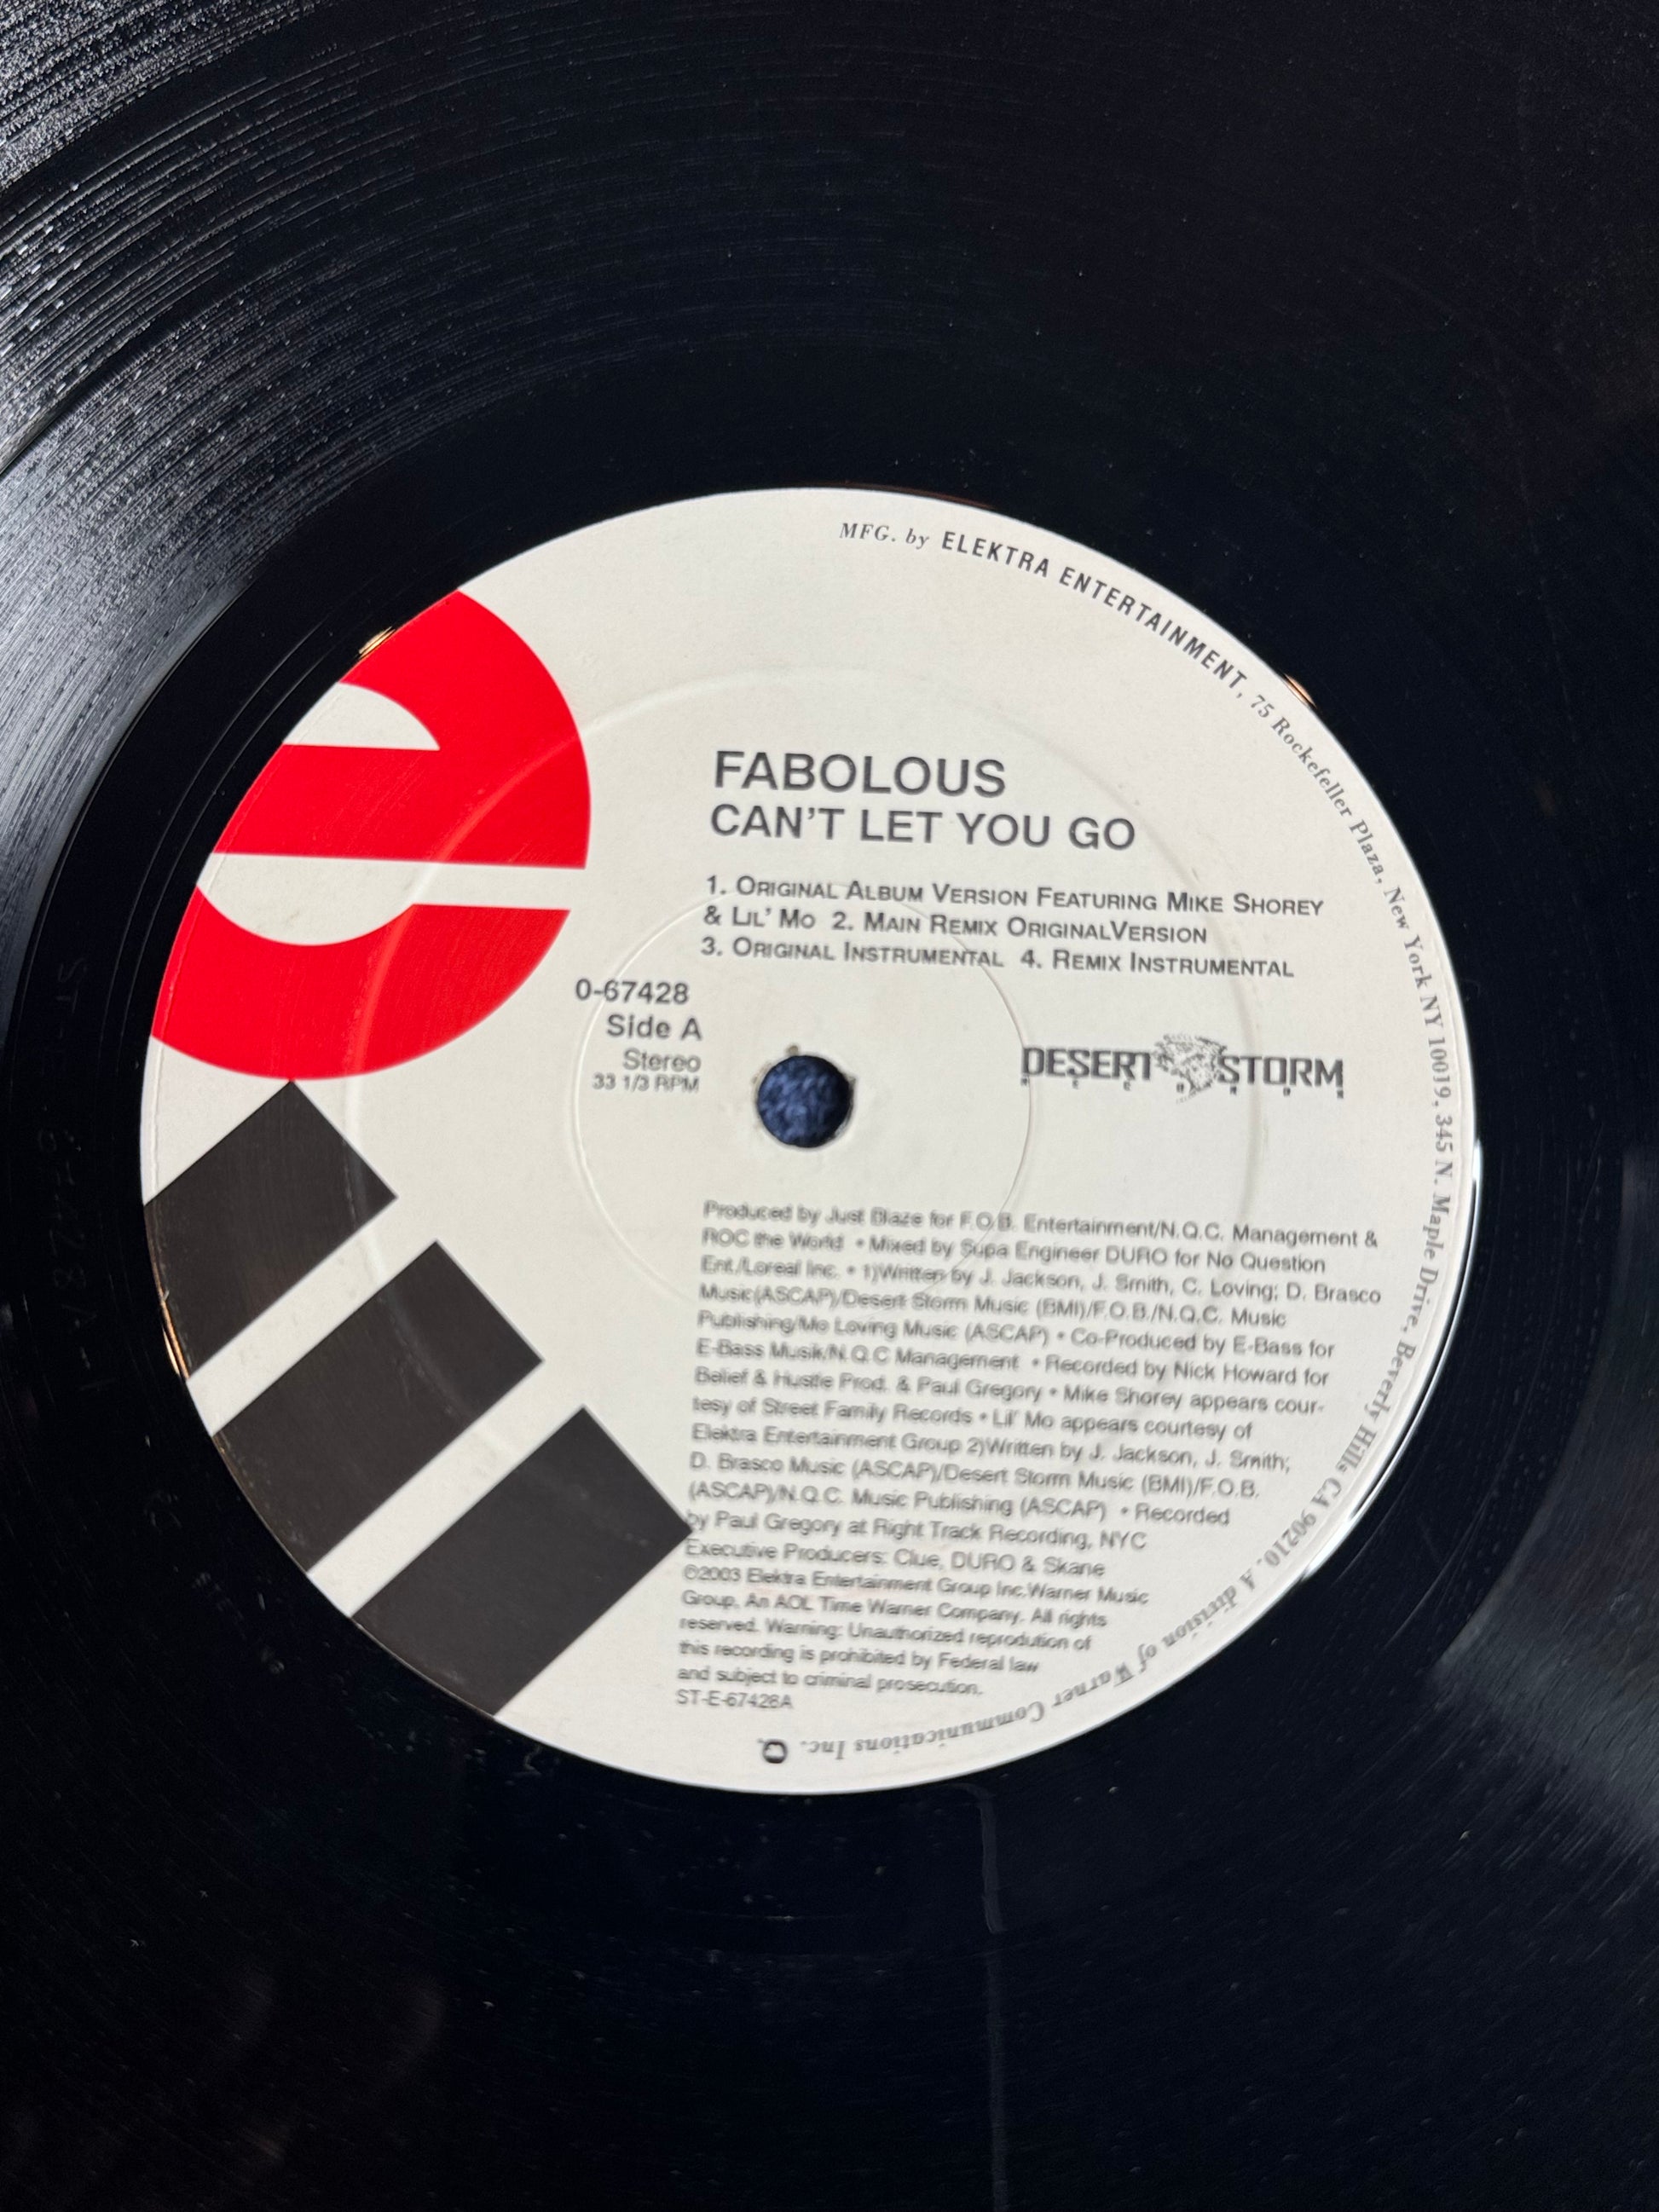 MFG. by ELEKTRA ENTERTAINMENT, 75 Rockefeller Plaza, New York NY 10019, 345 N. Maple Drive, Beverly Hills CA 90210. A division of Warner Communications Inc.
e
FABOLOUS
CAN'T LET YOU GO
1. ORIGINAL ALBUM VERSION FEATURING MIKE SHOREY
& LIL' MO 2. MAIN REMIX ORIGINALVERSION
3. ORIGINAL INSTRUMENTAL 4. REMIX INSTRUMENTAL
0-67428
Side A
Stereo
33 1/3 RPM
DESERT STORM
RECORDS
Produced by Just Blaze for F.O.B. Entertainment/N.Q.C. Management &
ROC the World • Mixed by Supa Engineer DURO for No Question
Ent./Loreal Inc. • 1)Written by J. Jackson, J. Smith, C. Loving; D. Brasco
Music(ASCAP)/Desert Storm Music (BMI)/F.O.B./N.Q.C. Music
Publishing/Mo Loving Music (ASCAP) • Co-Produced by E-Bass for
E-Bass Musik/N.Q.C Management • Recorded by Nick Howard for
Belief & Hustle Prod. & Paul Gregory • Mike Shorey appears cour-
tesy of Street Family Records • Lil' Mo appears courtesy of
Elektra Entertainment Group 2)Written by J. Jackson, J. Smith;
D. Brasco Music (ASCAP)/Desert Storm Music (BMI)/F.O.B.
(ASCAP)/N.Q.C. Music Publishing (ASCAP) • Recorded
by Paul Gregory at Right Track Recording, NYC
Executive Producers: Clue, DURO & Skane
©2003 Elektra Entertainment Group Inc.Warner Music
Group, An AOL Time Warner Company. All rights
reserved. Warning: Unauthorized reprodution of
this recording is prohibited by Federal law
and subject to criminal prosecution.
ST-E-67428A